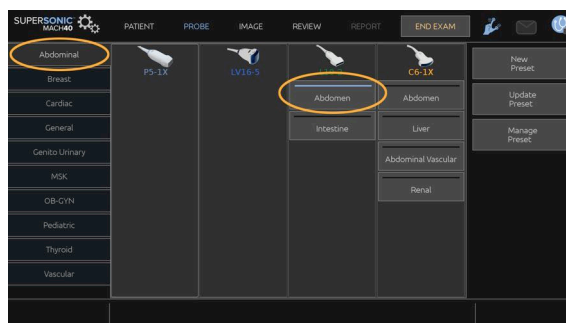 SUPERSONIC
MACH40
PATIENT
PROBE
IMAGE
REVIEW
REPORT
END EXAM
Abdominal
Breast
Cardiac
General
Genito Urinary
MSK
OB-GYN
Pediatric
Thyroid
Vascular
P5-1X
LV16-5
C6-1X
Abdomen
Intestine
Abdomen
Liver
Abdominal Vascular
Renal
New
Preset
Update
Preset
Manage
Preset